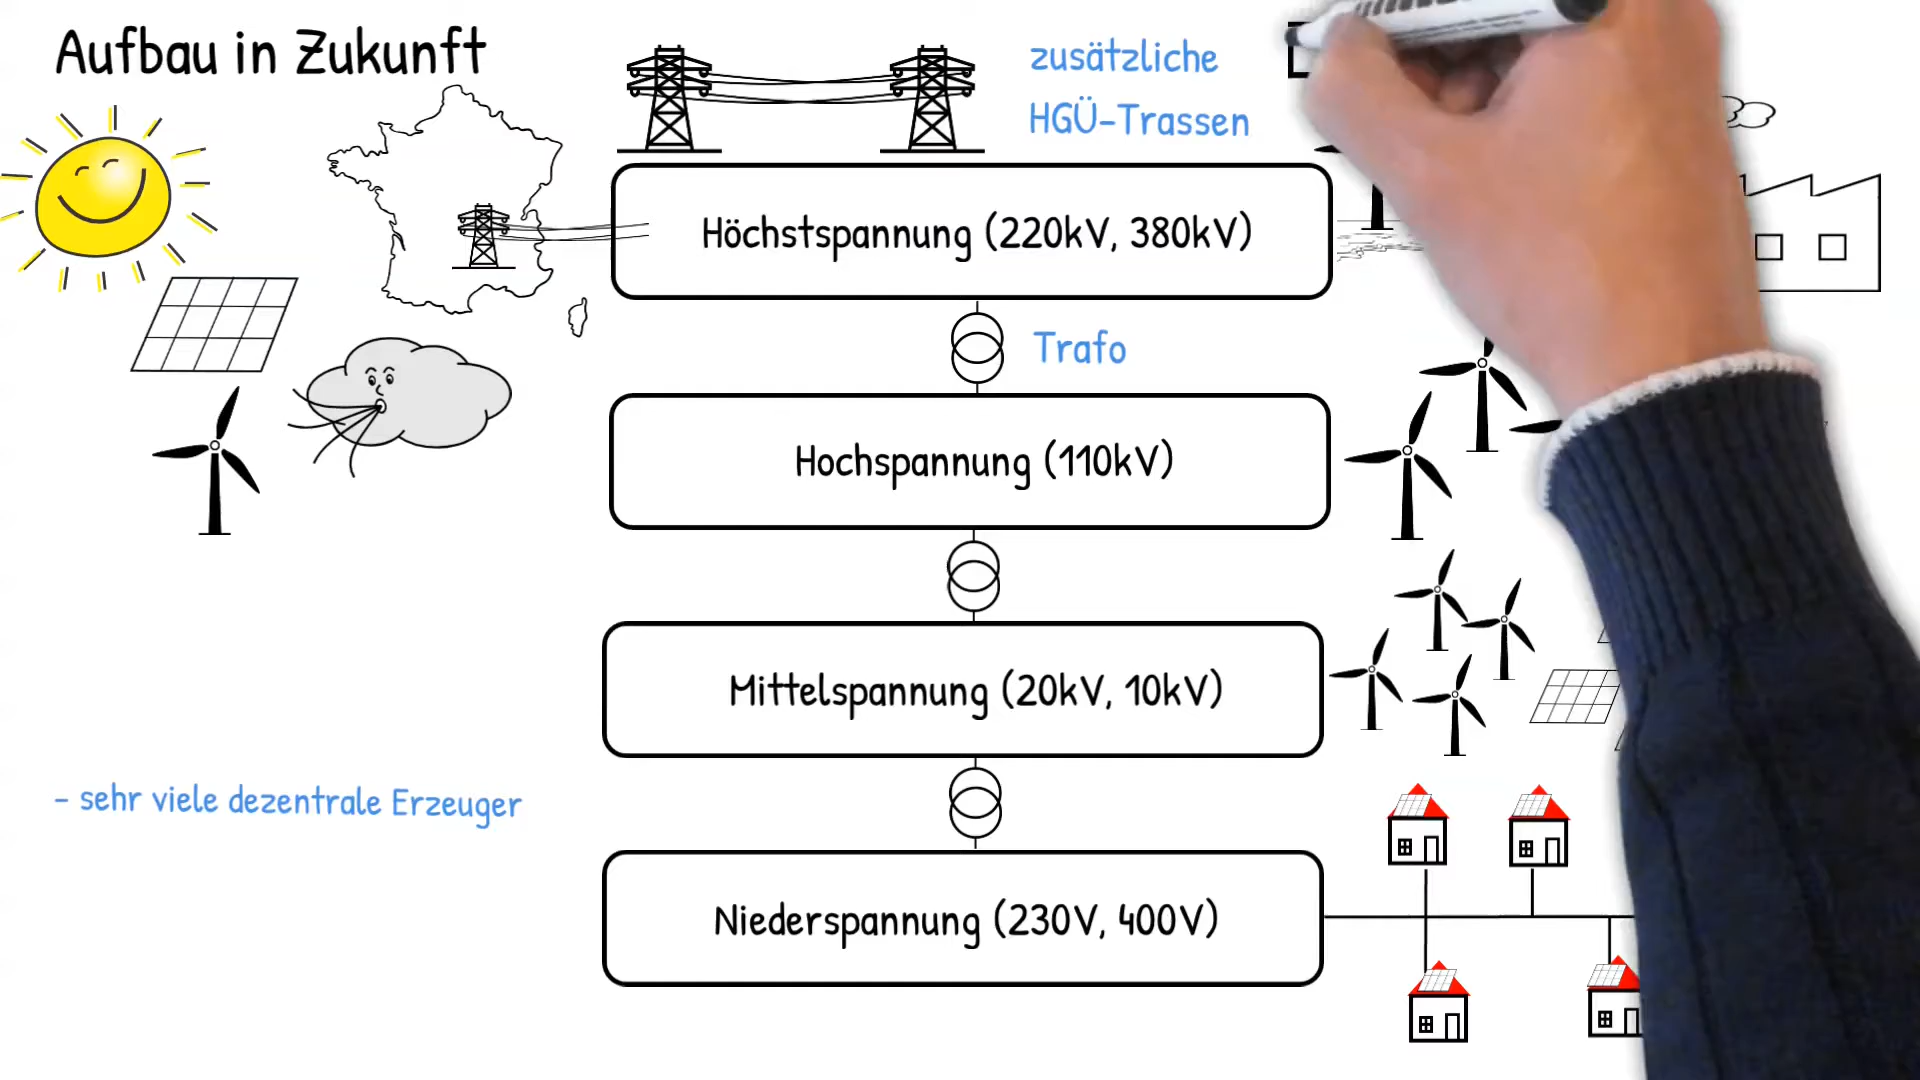 Aufbau in Zukunft
zusätzliche
HGÜ-Trassen
Höchstspannung (220kV, 380kV)
Trafo
Hochspannung (110kV)
Mittelspannung (20kV, 10kV)
- sehr viele dezentrale Erzeuger
Niederspannung (230V, 400V)